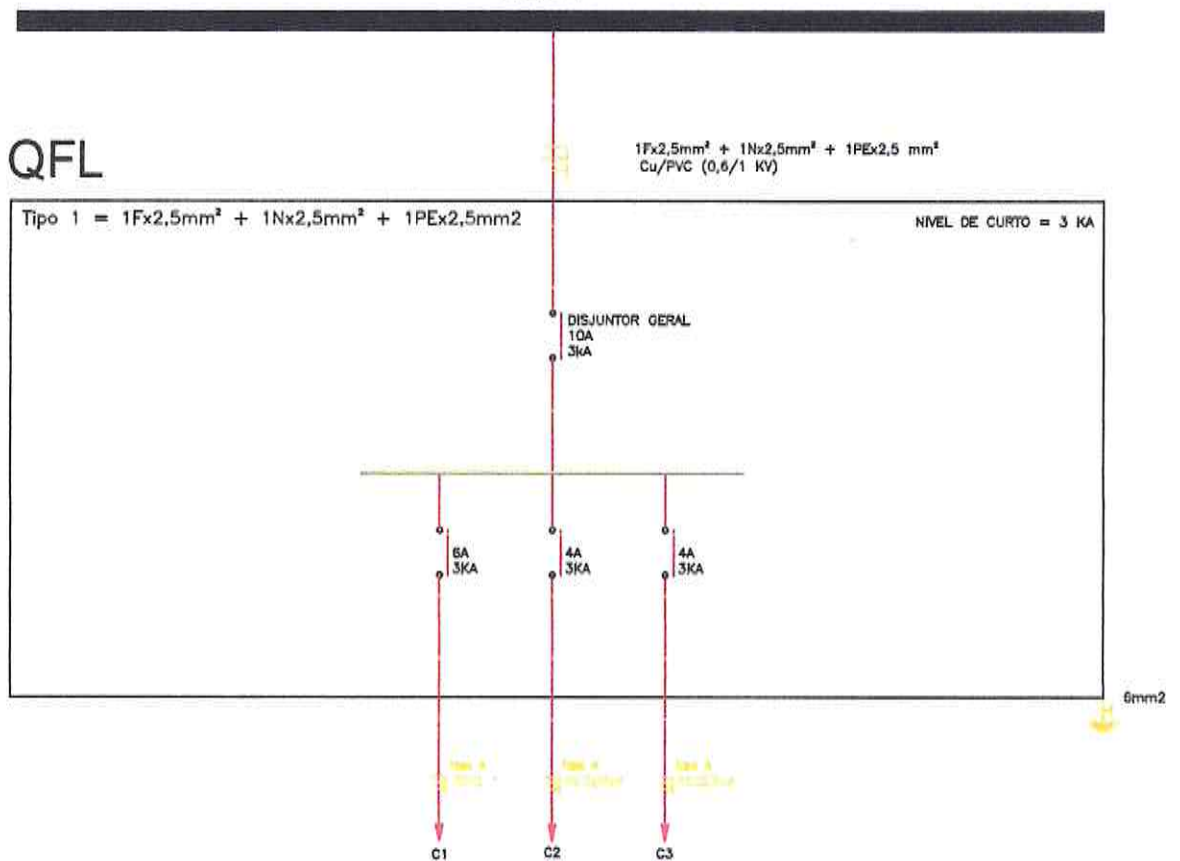 QFL
1Fx2,5mm² + 1Nx2,5mm² + 1PEx2,5 mm²
Cu/PVC (0,6/1 KV)
Tipo 1 = 1Fx2,5mm² + 1Nx2,5mm² + 1PEx2,5mm2
NIVEL DE CURTO = 3 KA
DISJUNTOR GERAL
10A
3kA
6A
3KA
4A
3KA
4A
3KA
6mm2
C1
C2
C3